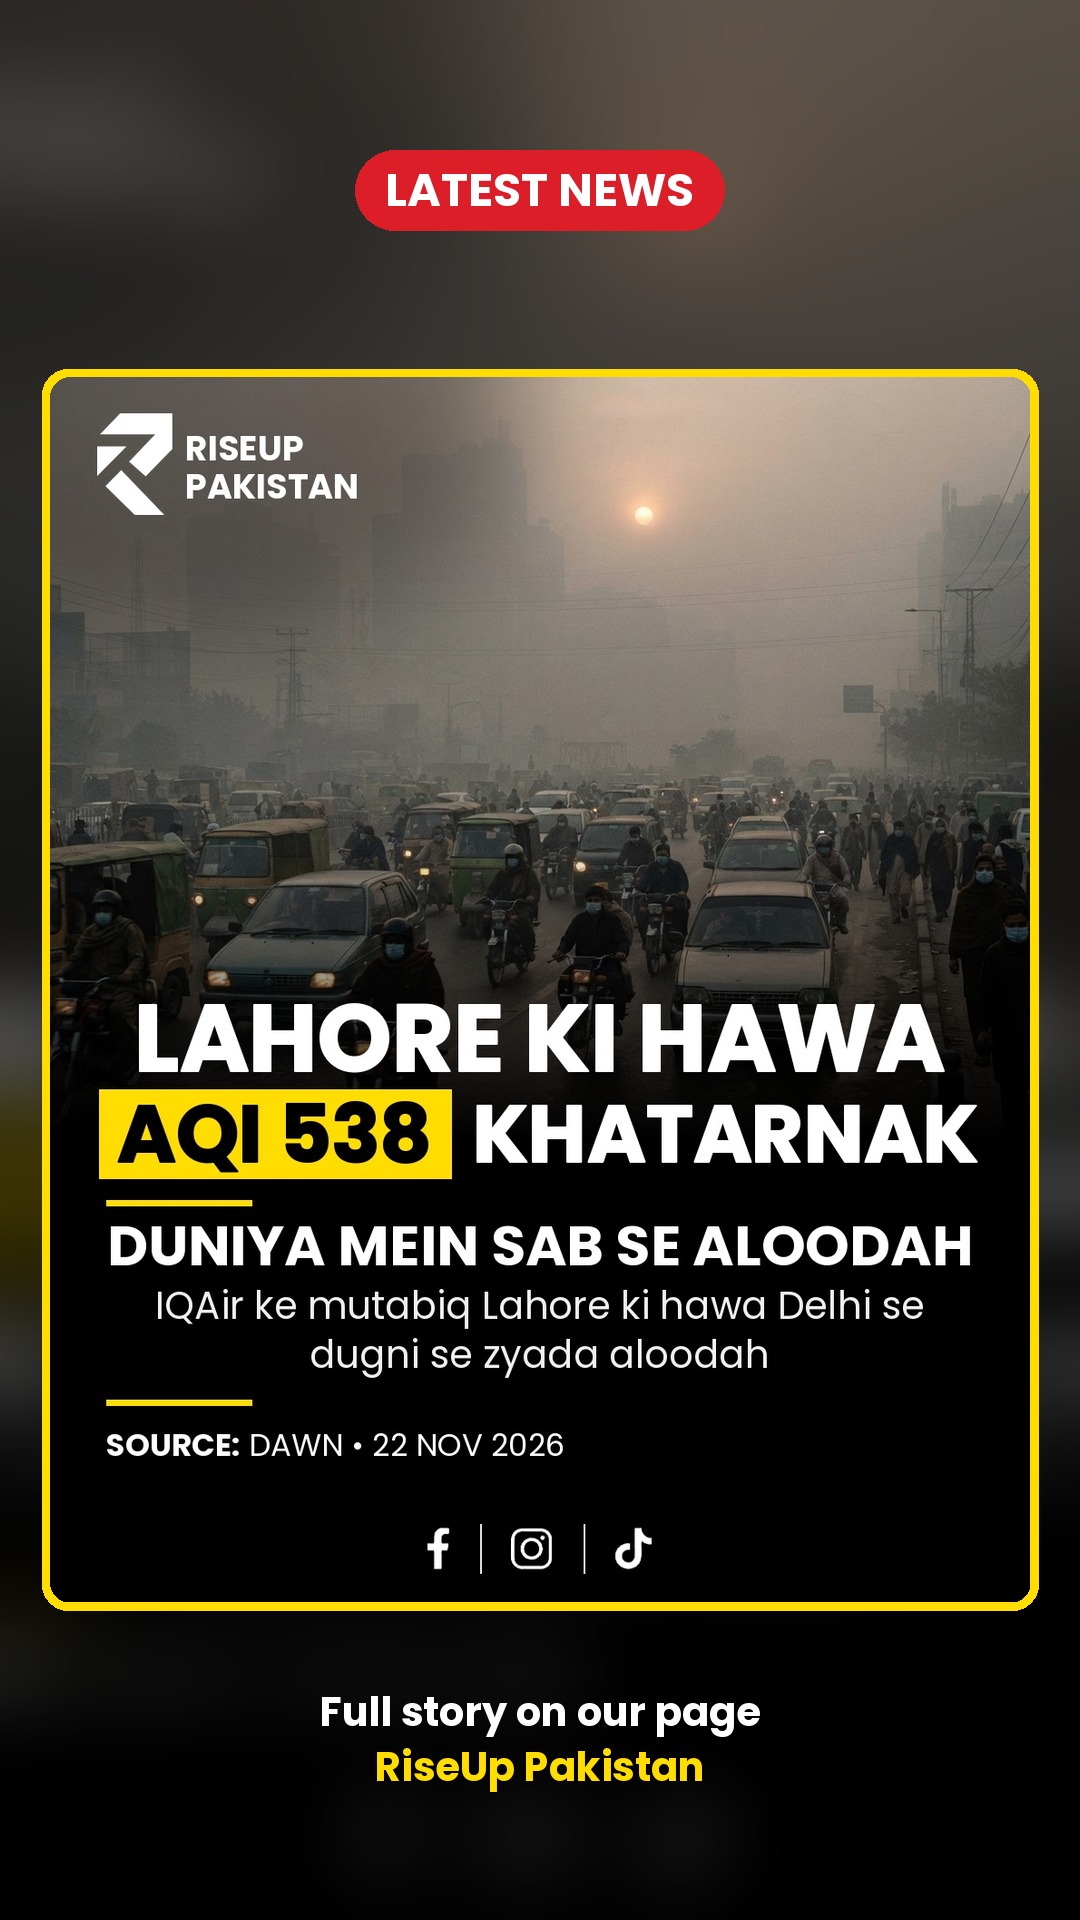 LATEST NEWS
RISEUP
PAKISTAN
LAHORE KI HAWA
AQI 538 KHATARNAK
DUNIYA MEIN SAB SE ALOODAH
IQAir ke mutabiq Lahore ki hawa Delhi se
dugni se zyada aloodah
SOURCE: DAWN • 22 NOV 2026
Full story on our page
RiseUp Pakistan